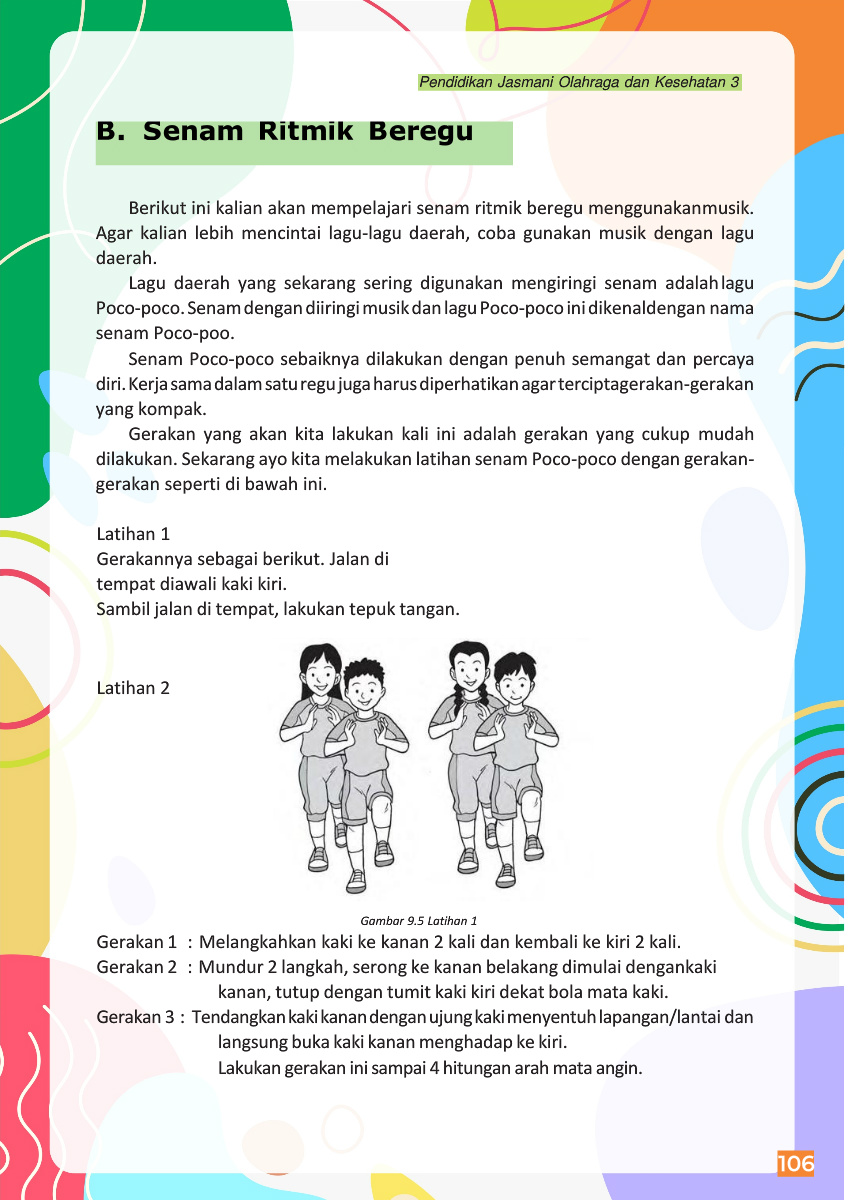 Pendidikan Jasmani Olahraga dan Kesehatan 3
B. Senam Ritmik Beregu
Berikut ini kalian akan mempelajari senam ritmik beregu menggunakanmusik.
Agar kalian lebih mencintai lagu-lagu daerah, coba gunakan musik dengan lagu
daerah.
Lagu daerah yang sekarang sering digunakan mengiringi senam adalah lagu
Poco-poco. Senam dengan diiringi musik dan lagu Poco-poco ini dikenaldengan nama
senam Poco-poo.
Senam Poco-poco sebaiknya dilakukan dengan penuh semangat dan percaya
diri. Kerja sama dalam satu regu juga harus diperhatikan agar terciptagerakan-gerakan
yang kompak.
Gerakan yang akan kita lakukan kali ini adalah gerakan yang cukup mudah
dilakukan. Sekarang ayo kita melakukan latihan senam Poco-poco dengan gerakan-
gerakan seperti di bawah ini.
Latihan 1
Gerakannya sebagai berikut. Jalan di
tempat diawali kaki kiri.
Sambil jalan di tempat, lakukan tepuk tangan.
Latihan 2
Gambar 9.5 Latihan 1
Gerakan 1 : Melangkahkan kaki ke kanan 2 kali dan kembali ke kiri 2 kali.
Gerakan 2 : Mundur 2 langkah, serong ke kanan belakang dimulai dengankaki
kanan, tutup dengan tumit kaki kiri dekat bola mata kaki.
Gerakan 3 : Tendangkan kaki kanan dengan ujung kaki menyentuh lapangan/lantai dan
langsung buka kaki kanan menghadap ke kiri.
Lakukan gerakan ini sampai 4 hitungan arah mata angin.
106